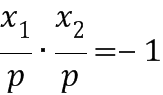 x₁/p · x₂/p = – 1